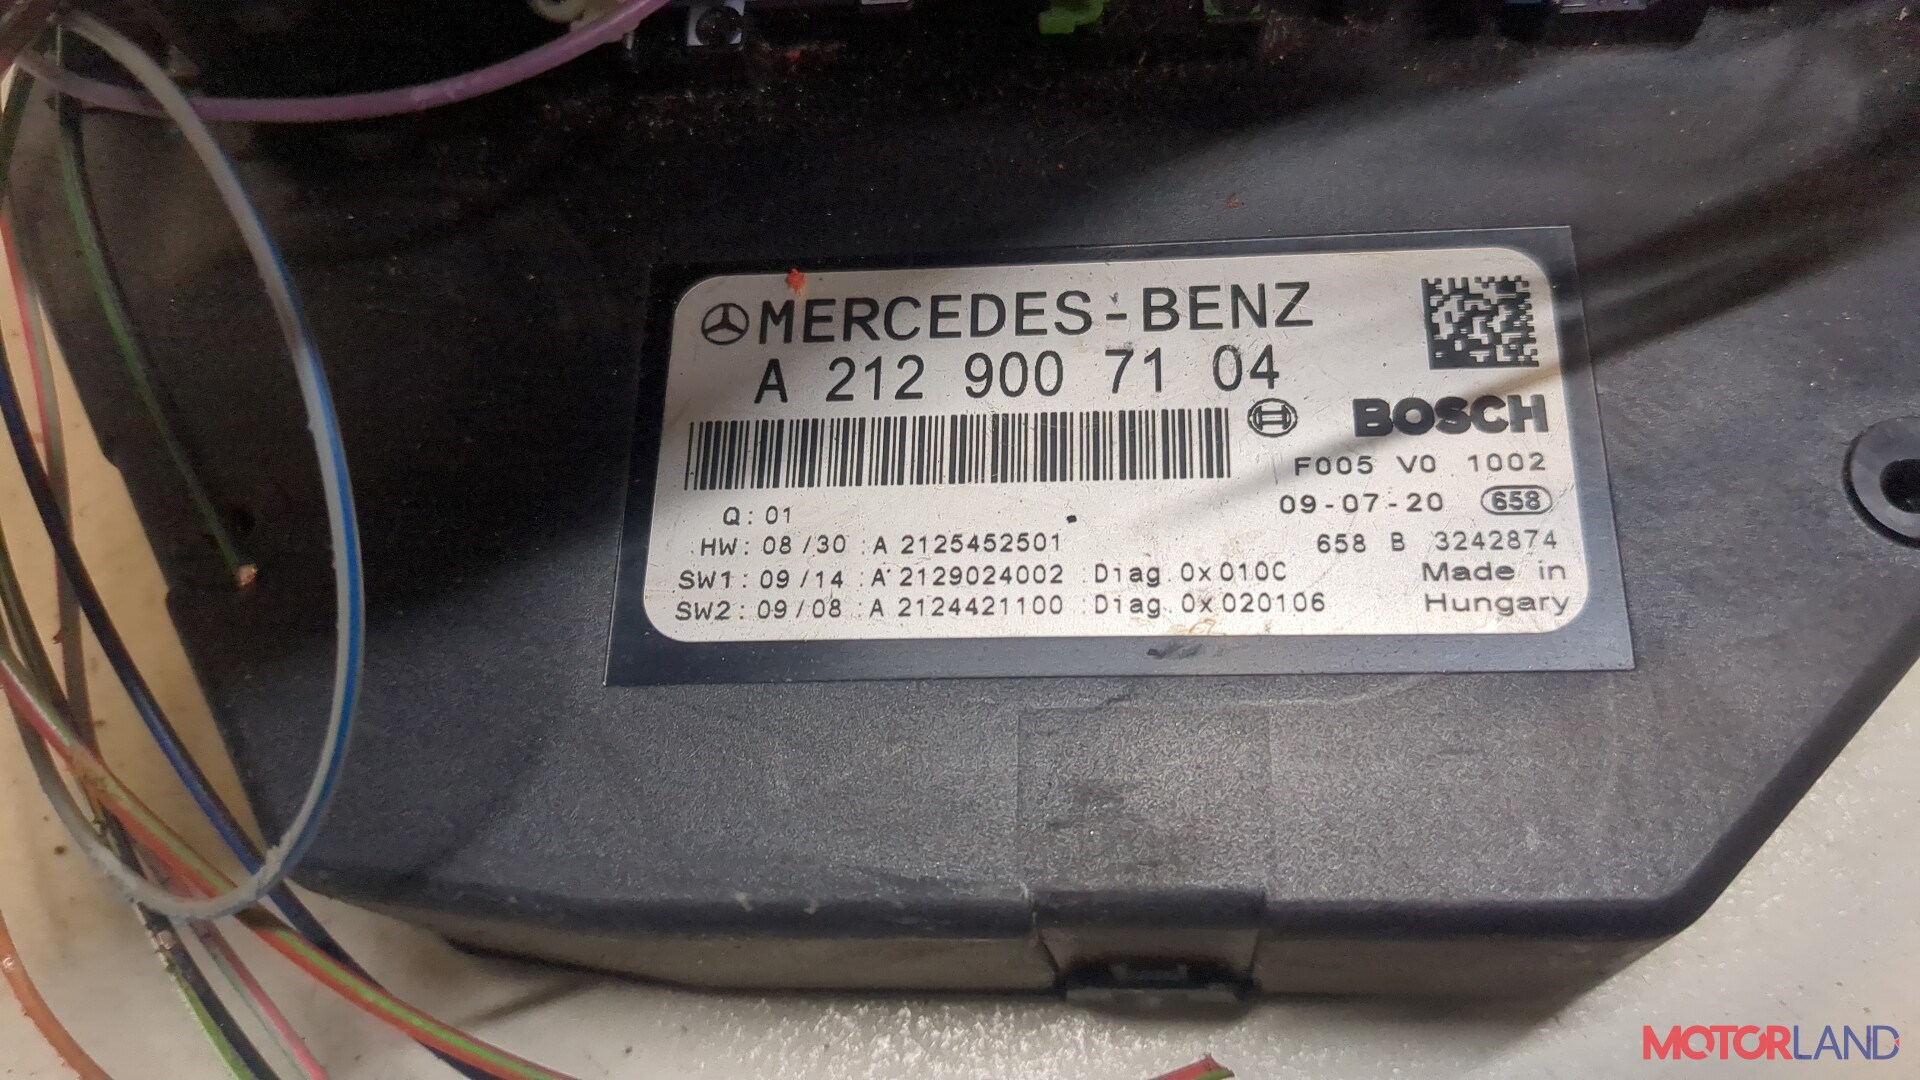 MERCEDES-BENZ
A 212 900 71 04
BOSCH
F005 V0 1002
09-07-20 658
Q: 01
HW: 08/30 :A 2125452501
658 B 3242874
SW1: 09/14 :A 2129024002 :Diag.0x010C
Made in
SW2: 09/08 :A 2124421100 :Diag.0x020106
Hungary
MOTORLAND